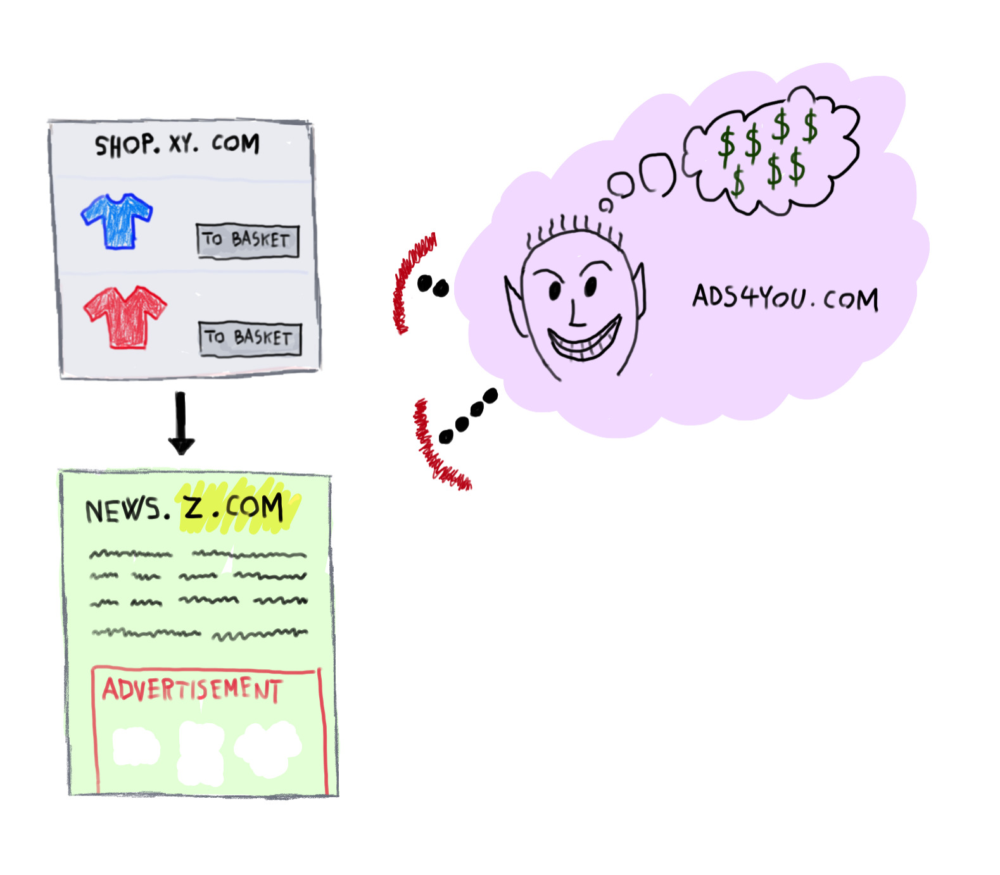 SHOP.XY.COM
TO BASKET
TO BASKET
$ $ $ $
$ $ $
ADS4YOU.COM
NEWS.Z.COM
ADVERTISEMENT